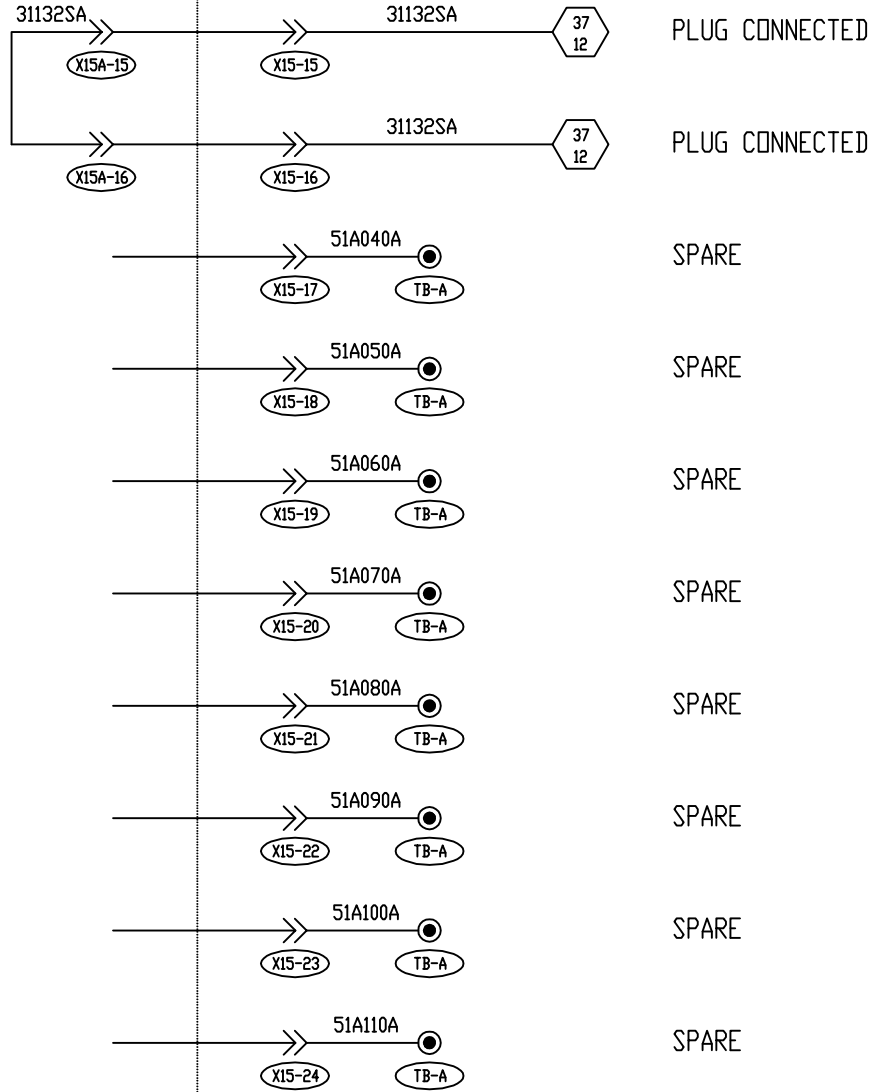 31132SA 31132SA 37 PLUG CONNECTED
12
X15A-15 X15-15
31132SA 37 PLUG CONNECTED
12
X15A-16 X15-16
51A040A SPARE
X15-17 TB-A
51A050A SPARE
X15-18 TB-A
51A060A SPARE
X15-19 TB-A
51A070A SPARE
X15-20 TB-A
51A080A SPARE
X15-21 TB-A
51A090A SPARE
X15-22 TB-A
51A100A SPARE
X15-23 TB-A
51A110A SPARE
X15-24 TB-A